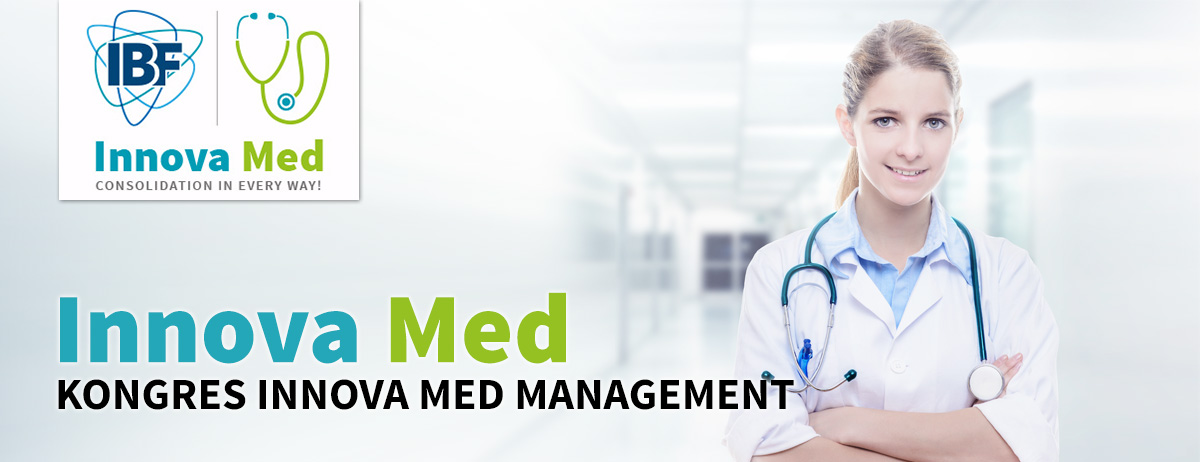 IBF
Innova Med
CONSOLIDATION IN EVERY WAY!
Innova Med
KONGRES INNOVA MED MANAGEMENT